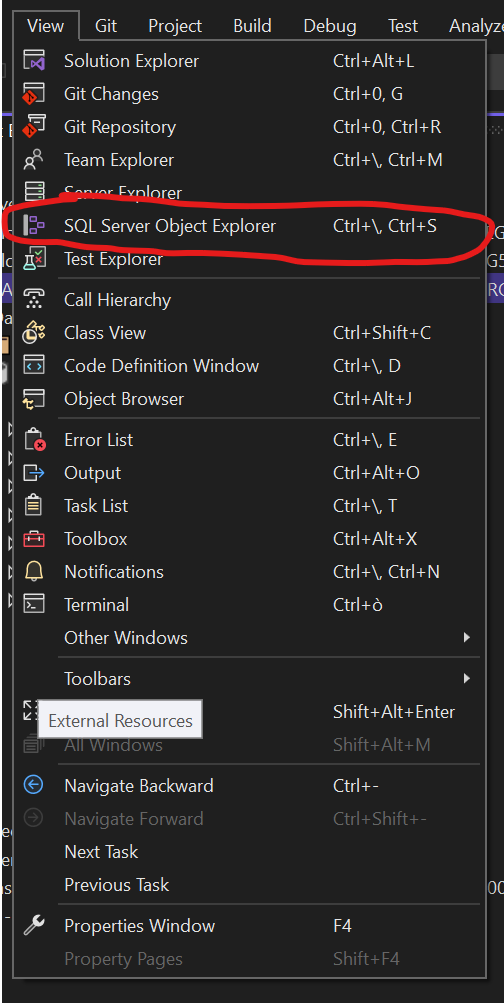 View Git Project Build Debug Test Analyze
Solution Explorer Ctrl+Alt+L
Git Changes Ctrl+0, G
Git Repository Ctrl+0, Ctrl+R
Team Explorer Ctrl+\, Ctrl+M
Server Explorer
SQL Server Object Explorer Ctrl+\, Ctrl+S
Test Explorer
Call Hierarchy
Class View Ctrl+Shift+C
Code Definition Window Ctrl+\, D
Object Browser Ctrl+Alt+J
Error List Ctrl+\, E
Output Ctrl+Alt+O
Task List Ctrl+\, T
Toolbox Ctrl+Alt+X
Notifications Ctrl+\, Ctrl+N
Terminal Ctrl+ò
Other Windows
Toolbars
External Resources Shift+Alt+Enter
All Windows Shift+Alt+M
Navigate Backward Ctrl+-
Navigate Forward Ctrl+Shift+-
Next Task
Previous Task
Properties Window F4
Property Pages Shift+F4